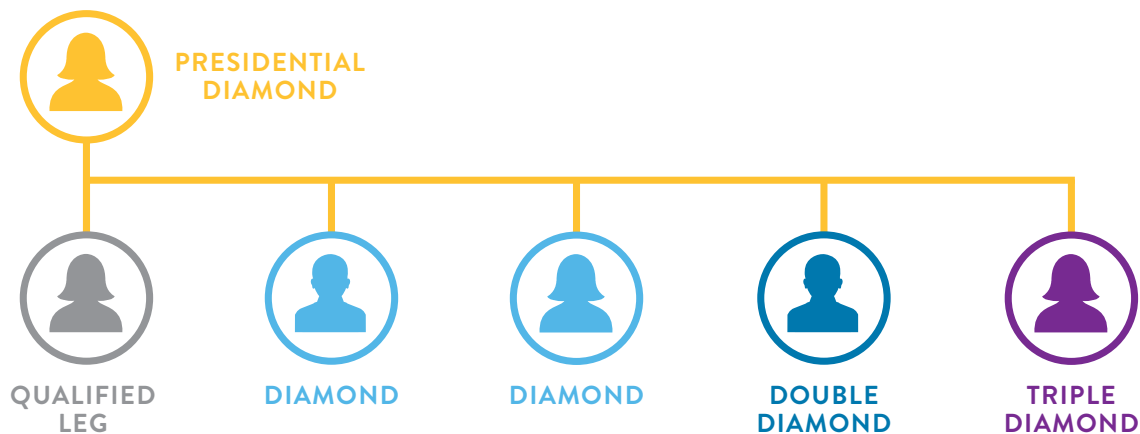 PRESIDENTIAL
DIAMOND
QUALIFIED
LEG
DIAMOND
DIAMOND
DOUBLE
DIAMOND
TRIPLE
DIAMOND